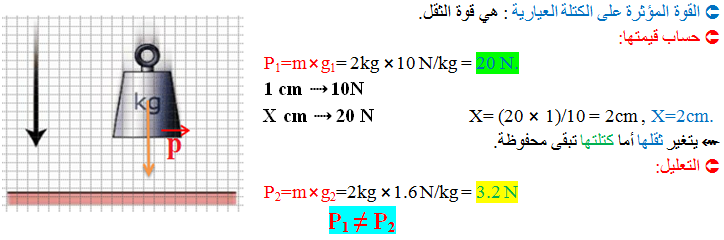 ⮊ القوة المؤثرة على الكتلة العيارية : هي قوة الثقل.
⮊ حساب قيمتها:
P₁=m×g₁= 2kg ×10 N/kg = 20 N.
1 cm ⤏ 10N
X cm ⤏ 20 N X= (20 × 1)/10 = 2cm , X=2cm.
⤛ يتغير ثقلها أما كتلتها تبقى محفوظة.
⮊ التعليل:
P₂=m×g₂=2kg ×1.6 N/kg = 3.2 N
P₁ ≠ P₂
kg
p